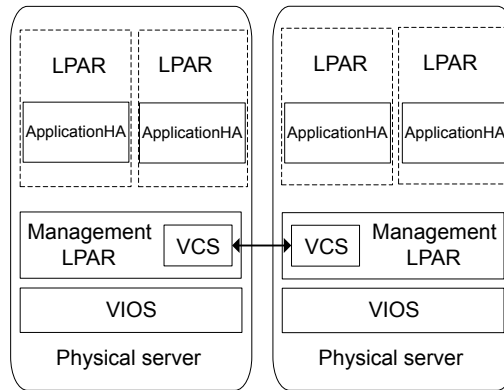 LPAR
LPAR
ApplicationHA
ApplicationHA
Management
LPAR
VCS
VIOS
Physical server
LPAR
LPAR
ApplicationHA
ApplicationHA
VCS
Management
LPAR
VIOS
Physical server